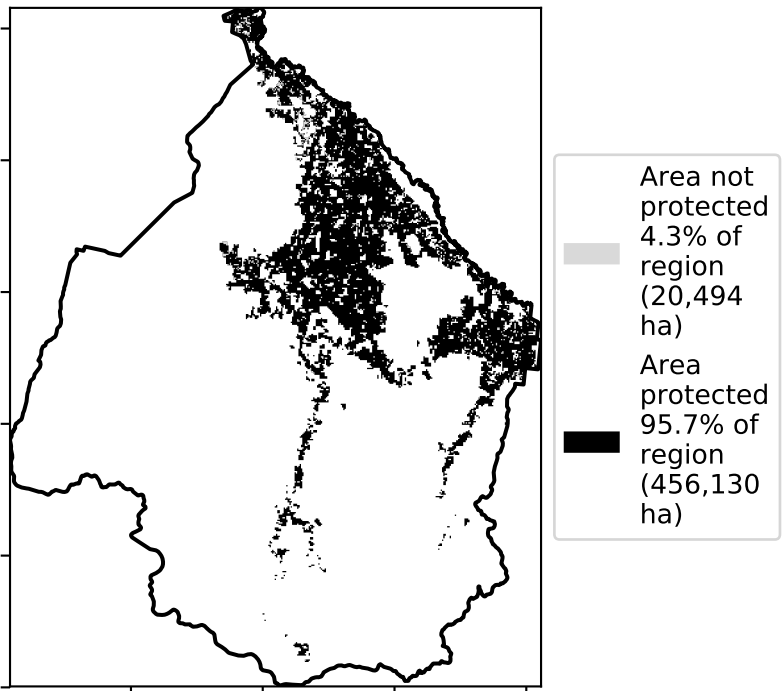 Area not
protected
4.3% of
region
(20,494
ha)
Area
protected
95.7% of
region
(456,130
ha)